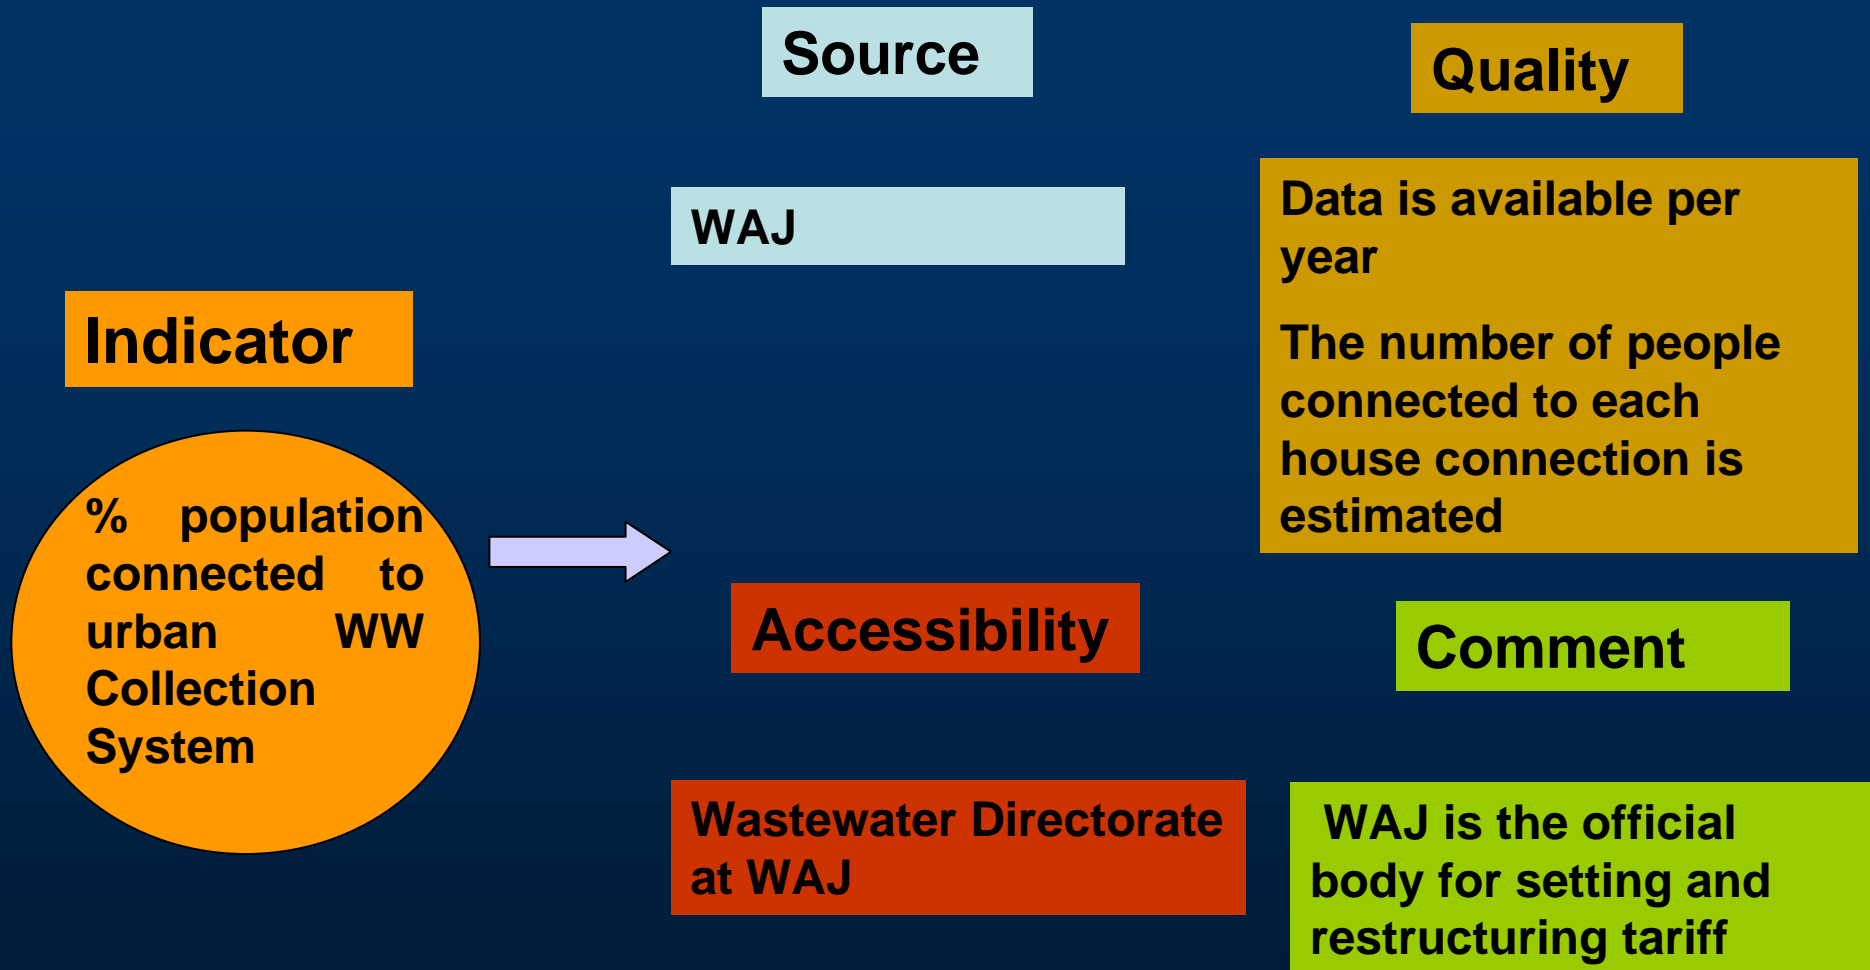 Indicator
% population
connected to
urban WW
Collection
System
Source
WAJ
Quality
Data is available per
year
The number of people
connected to each
house connection is
estimated
Accessibility
Wastewater Directorate
at WAJ
Comment
WAJ is the official
body for setting and
restructuring tariff